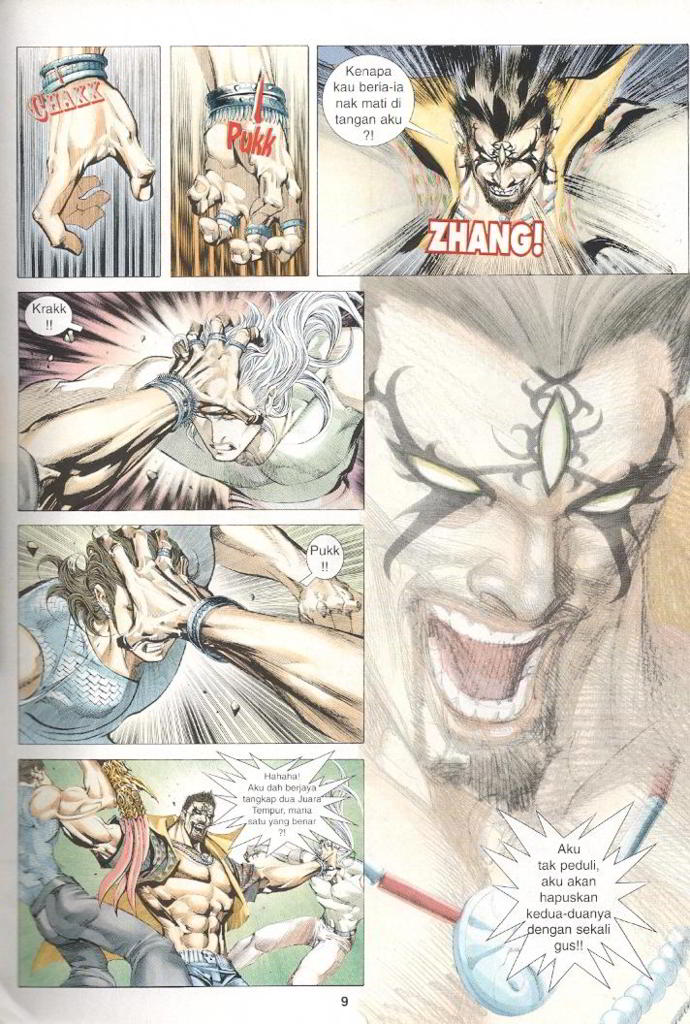 CHAKK
Pukk
Kenapa
kau beria-ia
nak mati di
tangan aku
?!
ZHANG!
Krakk
!!
Pukk
!!
Hahaha!
Aku dah berjaya
tangkap dua Juara
Tempur, mana
satu yang benar
?!
Aku
tak peduli,
aku akan
hapuskan
kedua-duanya
dengan sekali
gus!!
9